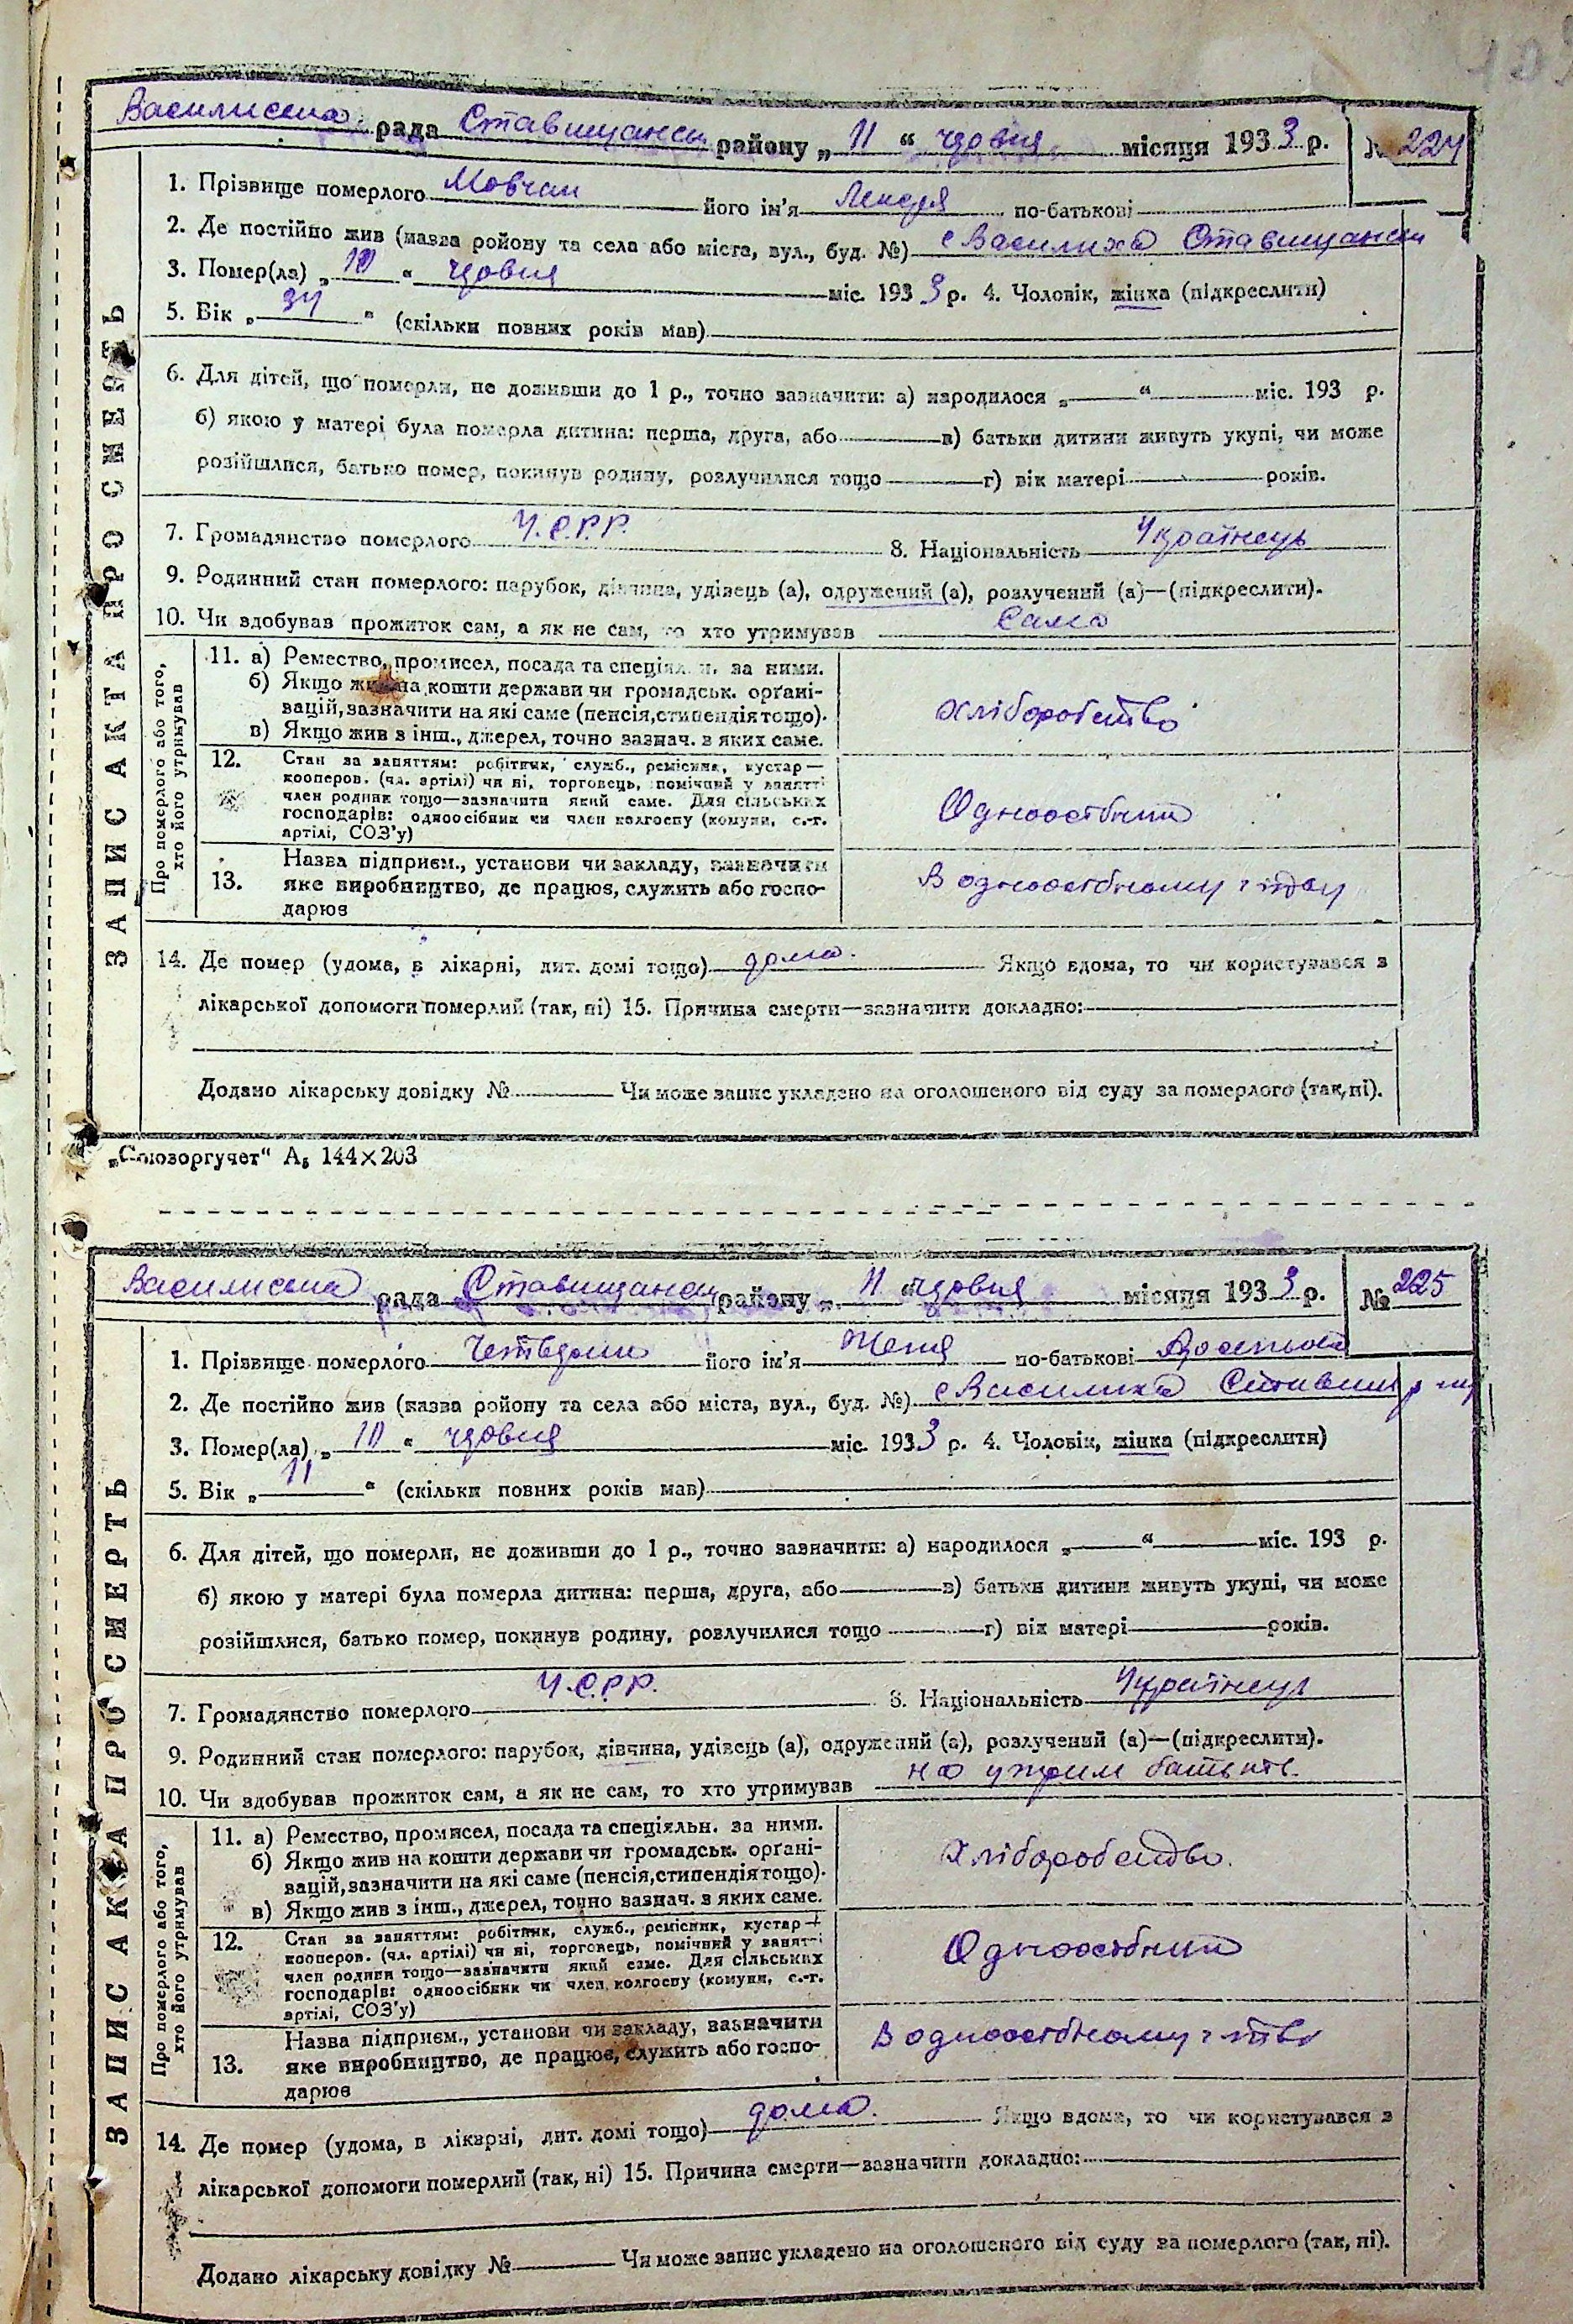 рада Ставищанськ району „ 11 “ червня місяця 1933 р. № 224
1. Прізвище померлого Мовчан його ім'я по-батькові
2. Де постійно жив (назва ройону та села або міста, вул., буд. №) с Василиха Ставищанськ
3. Помер(ла) „ 10 “ червня міс. 1933 р. 4. Чоловік, жінка (підкреслити)
5. Вік „ 34 “ (скільки повних років мав)
6. Для дітей, що померли, не доживши до 1 р., точно зазначити: а) народилося „ “ міс. 193 р.
б) якою у матері була померла дитина: перша, друга, або в) батьки дитини живуть укупі, чи може
розійшлися, батько помер, покинув родину, розлучилися тощо г) вік матері років.
7. Громадянство померлого У.С.Р.Р. 8. Національність Українець
9. Родинний стан померлого: парубок, дівчина, удівець (а), одружений (а), розлучений (а)—(підкреслити).
10. Чи здобував прожиток сам, а як не сам, то хто утримував Сама
ЗАПИС АКТА ПРО СМЕРТЬ
Про померлого або того, хто його утримував
11. а) Ремество, промисел, посада та спеціял. н. за ними.
б) Якщо жив на кошти держави чи громадськ. орґані-
зацій, зазначити на які саме (пенсія, стипендія тощо).
в) Якщо жив з інш., джерел, точно зазнач. з яких саме.
хліборобство
12. Стан за заняттям: робітник, служб., ремісник, кустар—
кооперов. (чл. артілі) чи ні, торговець, помічний у занятті
член родини тощо—зазначити який саме. Для сільських
господарів: одноосібник чи член колгоспу (комуни, с.-г.
артілі, СОЗ'у)
Одноосібний
13. Назва підприєм., установи чи закладу, зазначити
яке виробництво, де працює, служить або госпо-
дарює
В одноосібному
14. Де помер (удома, в лікарні, дит. домі тощо) дома. Якщо вдома, то чи користувався з
лікарської допомоги померлий (так, ні) 15. Причина смерти—зазначити докладно:
Додано лікарську довідку № Чи може запис укладено на оголошеного від суду за померлого (так, ні).
„Союзоргучет“ А₅ 144×203
рада Ставищанськ району „ 11 “ червня місяця 1933 р. № 225
1. Прізвище померлого його ім'я Женя по-батькові
2. Де постійно жив (назва ройону та села або міста, вул., буд. №) с Василиха
3. Помер(ла) „ 10 “ червня міс. 1933 р. 4. Чоловік, жінка (підкреслити)
5. Вік „ 11 “ (скільки повних років мав)
6. Для дітей, що померли, не доживши до 1 р., точно зазначити: а) народилося „ “ міс. 193 р.
б) якою у матері була померла дитина: перша, друга, або в) батьки дитини живуть укупі, чи може
розійшлися, батько помер, покинув родину, розлучилися тощо г) вік матері років.
7. Громадянство померлого У.С.Р.Р. 8. Національність Українець
9. Родинний стан померлого: парубок, дівчина, удівець (а), одружений (а), розлучений (а)—(підкреслити).
10. Чи здобував прожиток сам, а як не сам, то хто утримував на утрим батьків.
ЗАПИС АКТА ПРО СМЕРТЬ
Про померлого або того, хто його утримував
11. а) Ремество, промисел, посада та спеціяльн. за ними.
б) Якщо жив на кошти держави чи громадськ. орґані-
зацій, зазначити на які саме (пенсія, стипендія тощо).
в) Якщо жив з інш., джерел, точно зазнач. з яких саме.
Хліборобство.
12. Стан за заняттям: робітник, служб., ремісник, кустар—
кооперов. (чл. артілі) чи ні, торговець, помічний у занятті
член родини тощо—зазначити який саме. Для сільських
господарів: одноосібник чи член колгоспу (комуни, с.-г.
артілі, СОЗ'у)
Одноосібний
13. Назва підприєм., установи чи закладу, зазначити
яке виробництво, де працює, служить або госпо-
дарює
В одноосібному
14. Де помер (удома, в лікарні, дит. домі тощо) дома. Якщо вдома, то чи користувався з
лікарської допомоги померлий (так, ні) 15. Причина смерти—зазначити докладно:
Додано лікарську довідку № Чи може запис укладено на оголошеного від суду за померлого (так, ні).